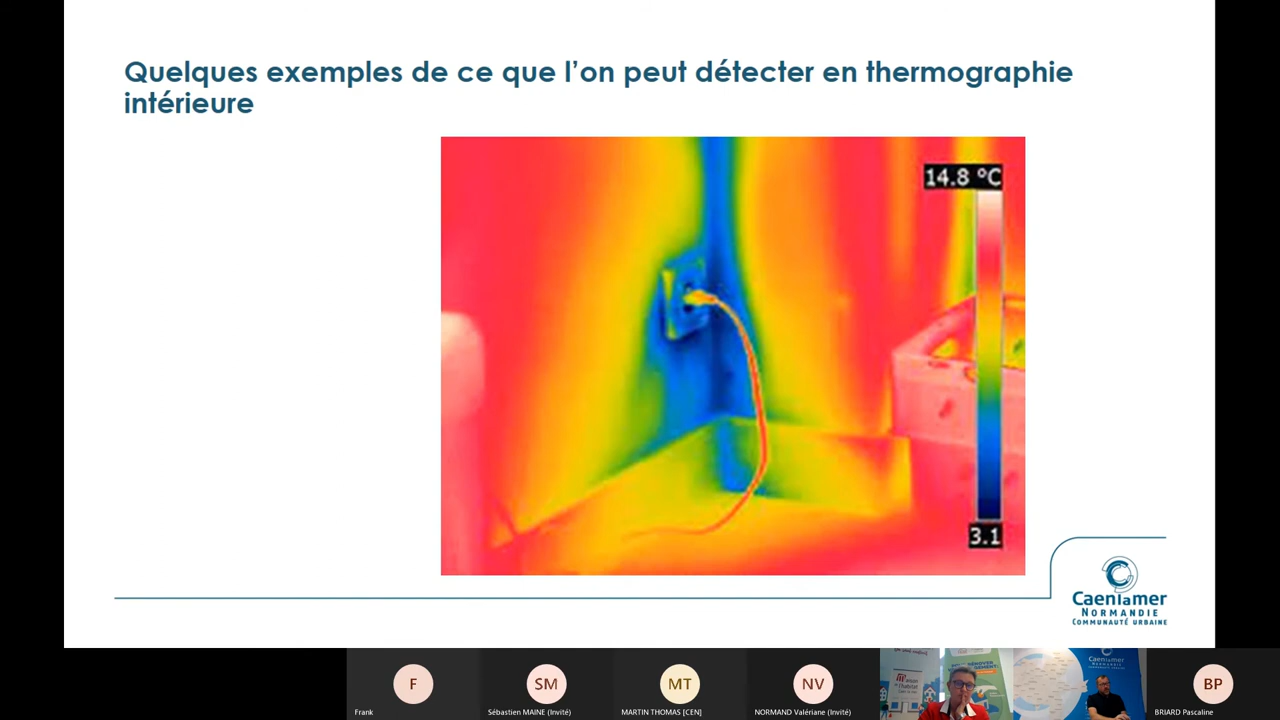 Quelques exemples de ce que l'on peut détecter en thermographie
intérieure
14.8 °C
3.1
Caenlamer
NORMANDIE
COMMUNAUTÉ URBAINE
F
SM
MT
NV
BP
Frank
Sébastien MAINE (Invité)
MARTIN THOMAS [CEN]
NORMAND Valériane (Invité)
BRIARD Pascaline